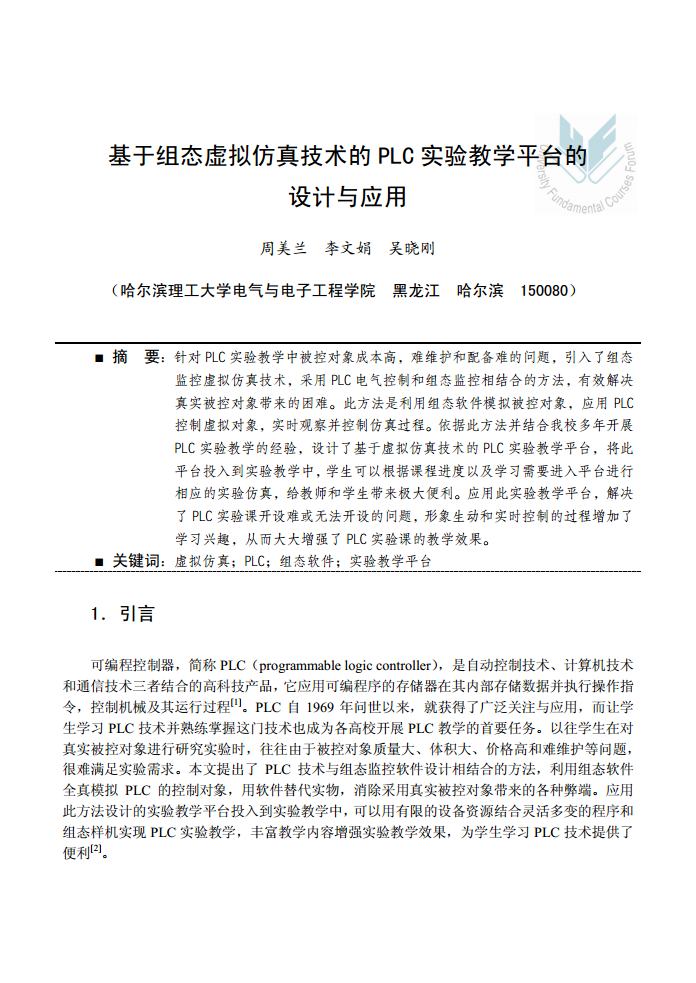 基于组态虚拟仿真技术的 PLC 实验教学平台的
设计与应用
University Fundamental Courses Forum
周美兰 李文娟 吴晓刚
（哈尔滨理工大学电气与电子工程学院 黑龙江 哈尔滨 150080）
■ 摘 要：针对 PLC 实验教学中被控对象成本高，难维护和配备难的问题，引入了组态
监控虚拟仿真技术，采用 PLC 电气控制和组态监控相结合的方法，有效解决
真实被控对象带来的困难。此方法是利用组态软件模拟被控对象，应用 PLC
控制虚拟对象，实时观察并控制仿真过程。依据此方法并结合我校多年开展
PLC 实验教学的经验，设计了基于虚拟仿真技术的 PLC 实验教学平台，将此
平台投入到实验教学中，学生可以根据课程进度以及学习需要进入平台进行
相应的实验仿真，给教师和学生带来极大便利。应用此实验教学平台，解决
了 PLC 实验课开设难或无法开设的问题，形象生动和实时控制的过程增加了
学习兴趣，从而大大增强了 PLC 实验课的教学效果。
■ 关键词：虚拟仿真；PLC；组态软件；实验教学平台
1．引言
可编程控制器，简称 PLC（programmable logic controller），是自动控制技术、计算机技术
和通信技术三者结合的高科技产品，它应用可编程序的存储器在其内部存储数据并执行操作指
令，控制机械及其运行过程[1]。PLC 自 1969 年问世以来，就获得了广泛关注与应用，而让学
生学习 PLC 技术并熟练掌握这门技术也成为各高校开展 PLC 教学的首要任务。以往学生在对
真实被控对象进行研究实验时，往往由于被控对象质量大、体积大、价格高和难维护等问题，
很难满足实验需求。本文提出了 PLC 技术与组态监控软件设计相结合的方法，利用组态软件
全真模拟 PLC 的控制对象，用软件替代实物，消除采用真实被控对象带来的各种弊端。应用
此方法设计的实验教学平台投入到实验教学中，可以用有限的设备资源结合灵活多变的程序和
组态样机实现 PLC 实验教学，丰富教学内容增强实验教学效果，为学生学习 PLC 技术提供了
便利[2]。